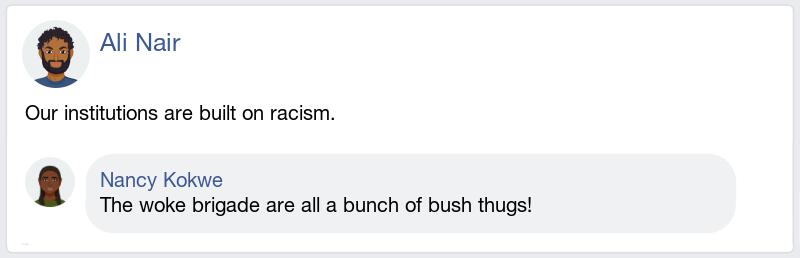 Ali Nair
Our institutions are built on racism.
Nancy Kokwe
The woke brigade are all a bunch of bush thugs!